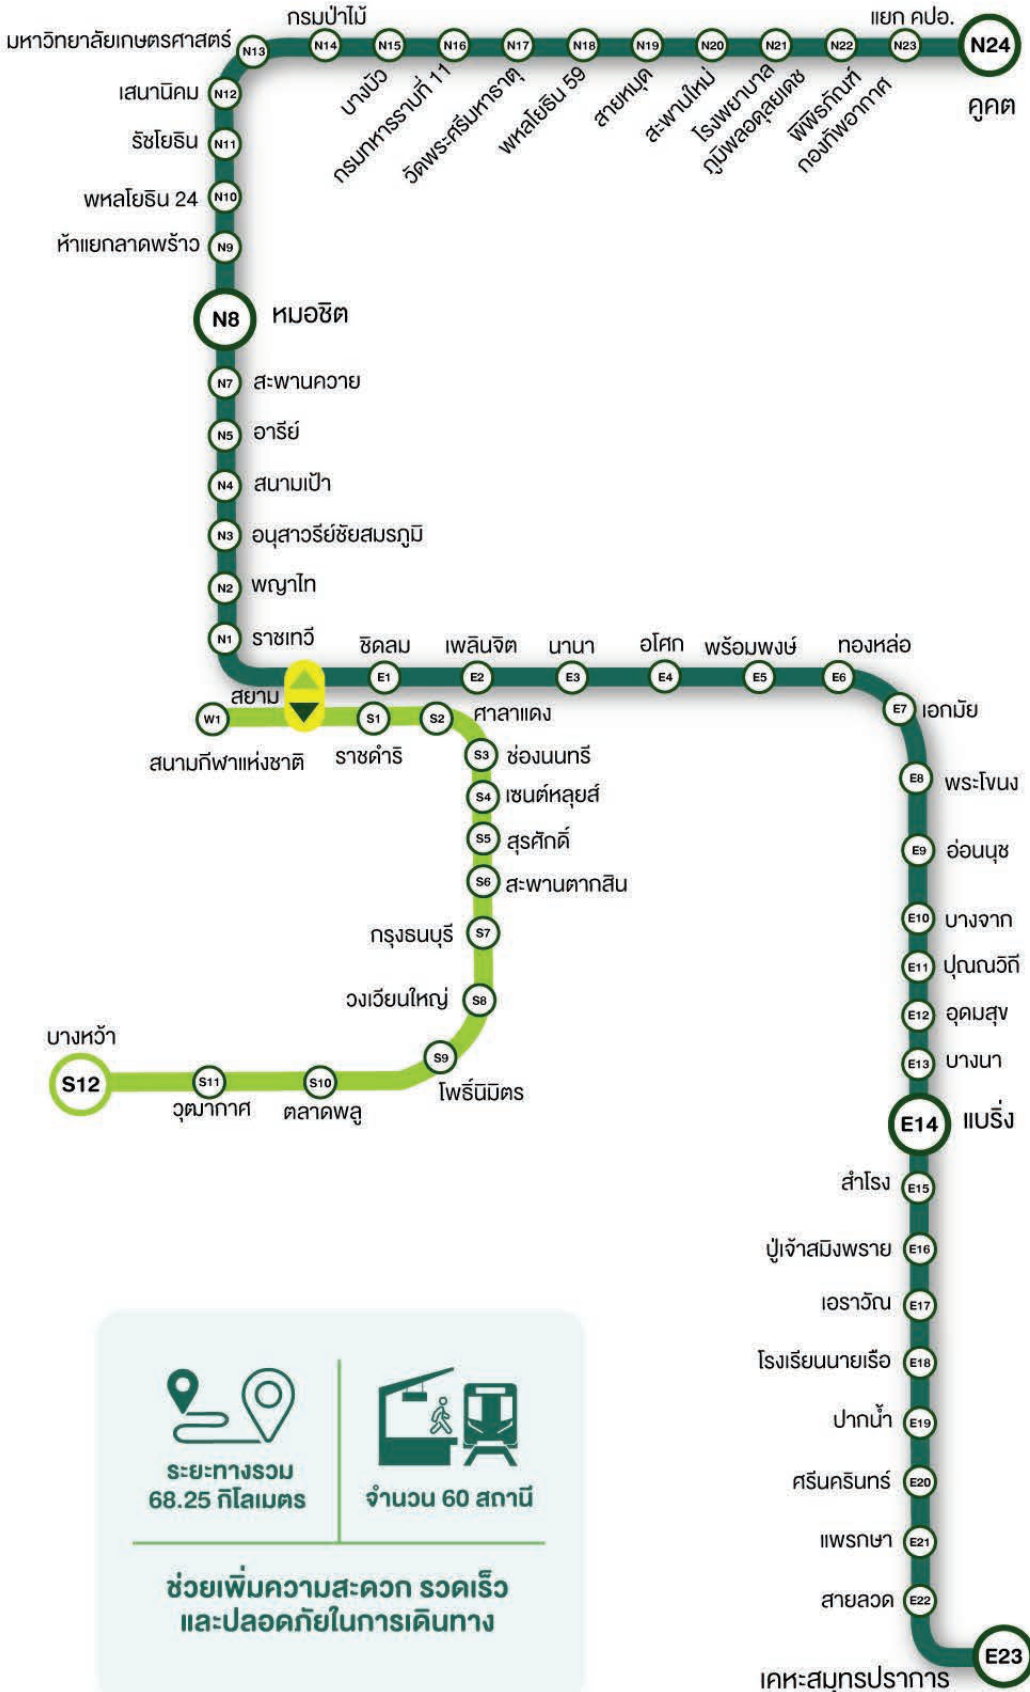 กรมป่าไม้
แยก คปอ.
มหาวิทยาลัยเกษตรศาสตร์
N13
N14
N15
N16
N17
N18
N19
N20
N21
N22
N23
N24
คูคต
บางบัว
กรมทหารราบที่ 11
วัดพระศรีมหาธาตุ
พหลโยธิน 59
สายหยุด
สะพานใหม่
โรงพยาบาล
ภูมิพลอดุลยเดช
พิพิธภัณฑ์
กองทัพอากาศ
เสนานิคม N12
รัชโยธิน N11
พหลโยธิน 24 N10
ห้าแยกลาดพร้าว N9
N8 หมอชิต
N7 สะพานควาย
N5 อารีย์
N4 สนามเป้า
N3 อนุสาวรีย์ชัยสมรภูมิ
N2 พญาไท
N1 ราชเทวี
ชิดลม
เพลินจิต
นานา
อโศก
พร้อมพงษ์
ทองหล่อ
E1
E2
E3
E4
E5
E6
สยาม
E7 เอกมัย
W1
S1
S2 ศาลาแดง
สนามกีฬาแห่งชาติ
ราชดำริ
S3 ช่องนนทรี
E8 พระโขนง
S4 เซนต์หลุยส์
S5 สุรศักดิ์
E9 อ่อนนุช
S6 สะพานตากสิน
กรุงธนบุรี S7
E10 บางจาก
E11 ปุณณวิถี
วงเวียนใหญ่ S8
E12 อุดมสุข
บางหว้า
S12
S11
วุฒากาศ
S10
ตลาดพลู
S9
โพธิ์นิมิตร
E13 บางนา
E14 แบริ่ง
สำโรง E15
ปู่เจ้าสมิงพราย E16
เอราวัณ E17
โรงเรียนนายเรือ E18
ปากน้ำ E19
ศรีนครินทร์ E20
แพรกษา E21
สายลวด E22
E23
เคหะสมุทรปราการ
ระยะทางรวม
68.25 กิโลเมตร
จำนวน 60 สถานี
ช่วยเพิ่มความสะดวก รวดเร็ว
และปลอดภัยในการเดินทาง